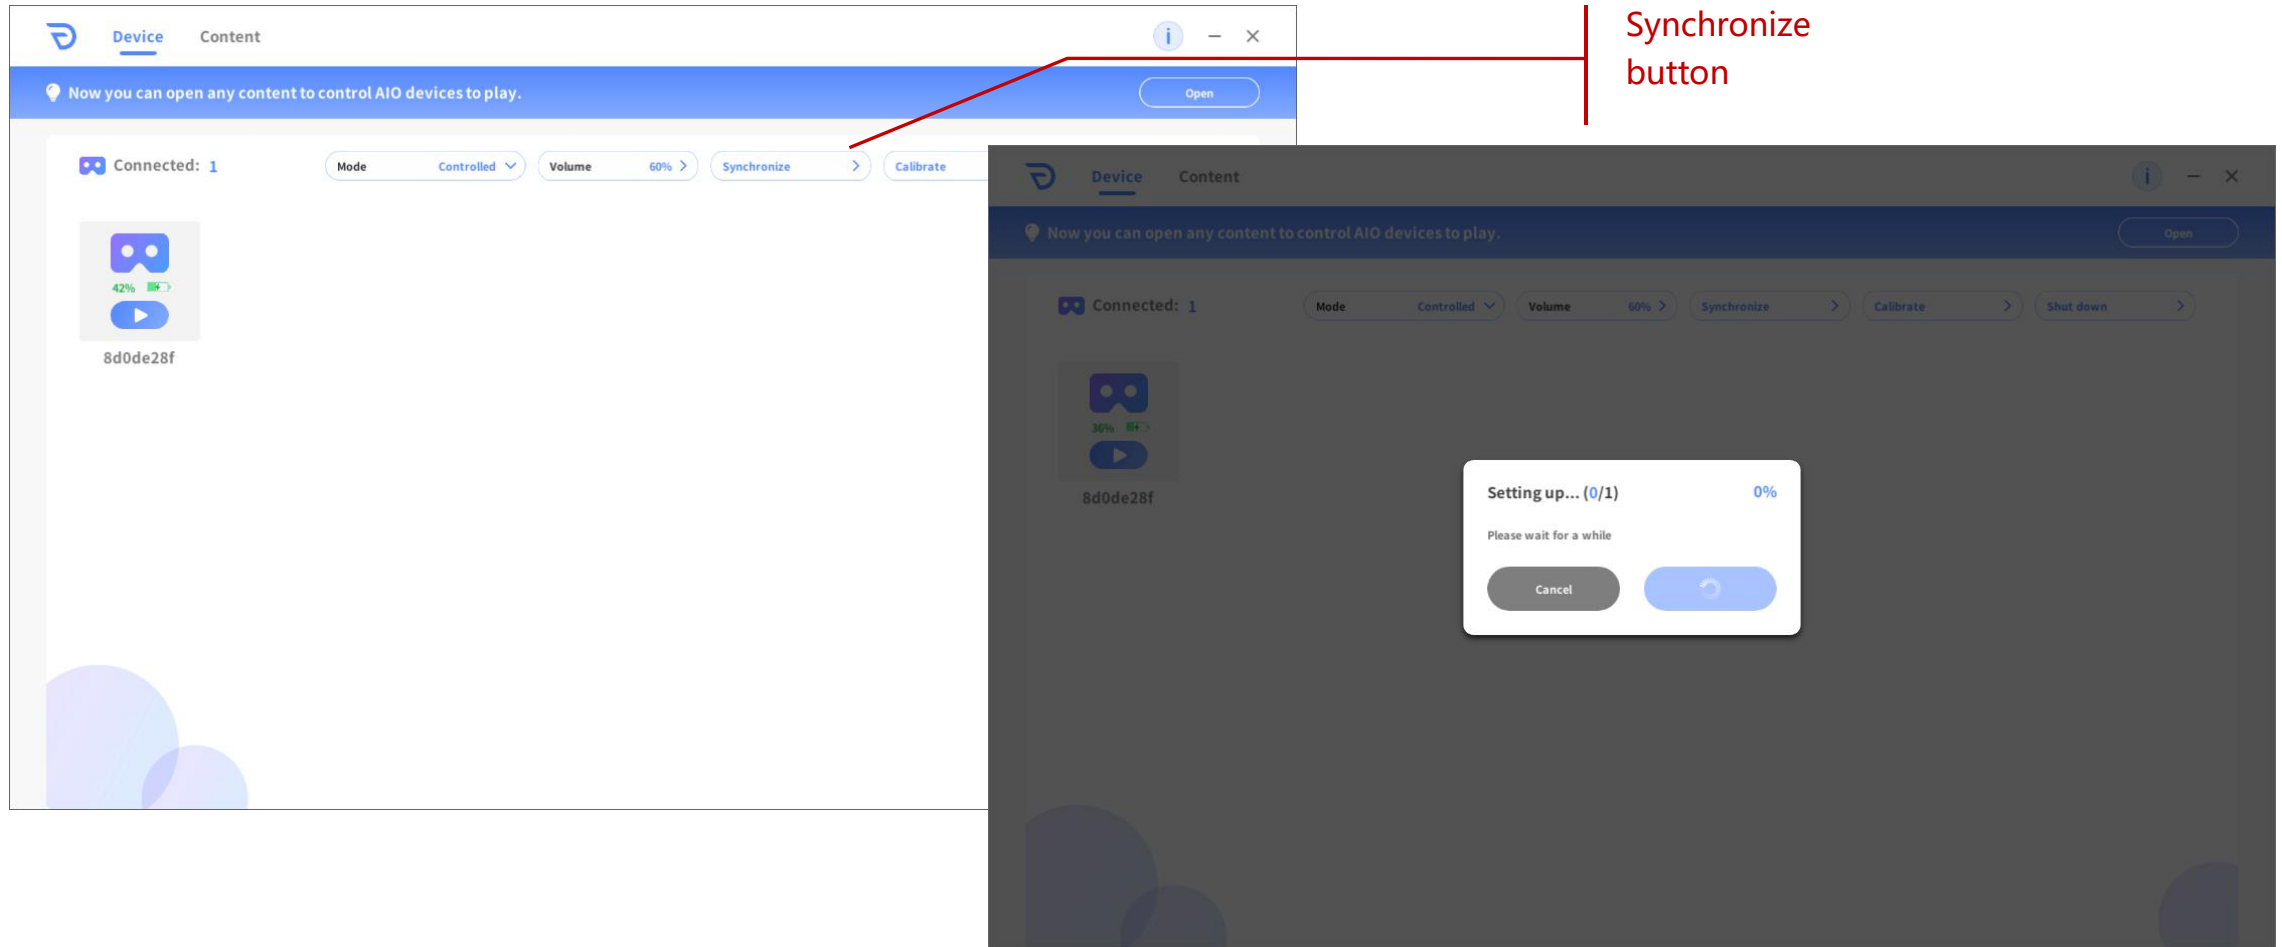 Device Content
i
Now you can open any content to control AIO devices to play.
Open
Connected: 1
Mode Controlled
Volume 60%
Synchronize
Calibrate
42%
8d0de28f
Synchronize
button
Device Content
i
Now you can open any content to control AIO devices to play.
Open
Connected: 1
Mode Controlled
Volume 60%
Synchronize
Calibrate
Shut down
36%
8d0de28f
Setting up... (0/1) 0%
Please wait for a while
Cancel